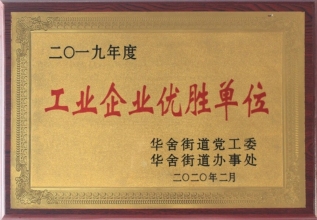 二〇一九年度
工业企业优胜单位
华舍街道党工委
华舍街道办事处
二〇二〇年二月